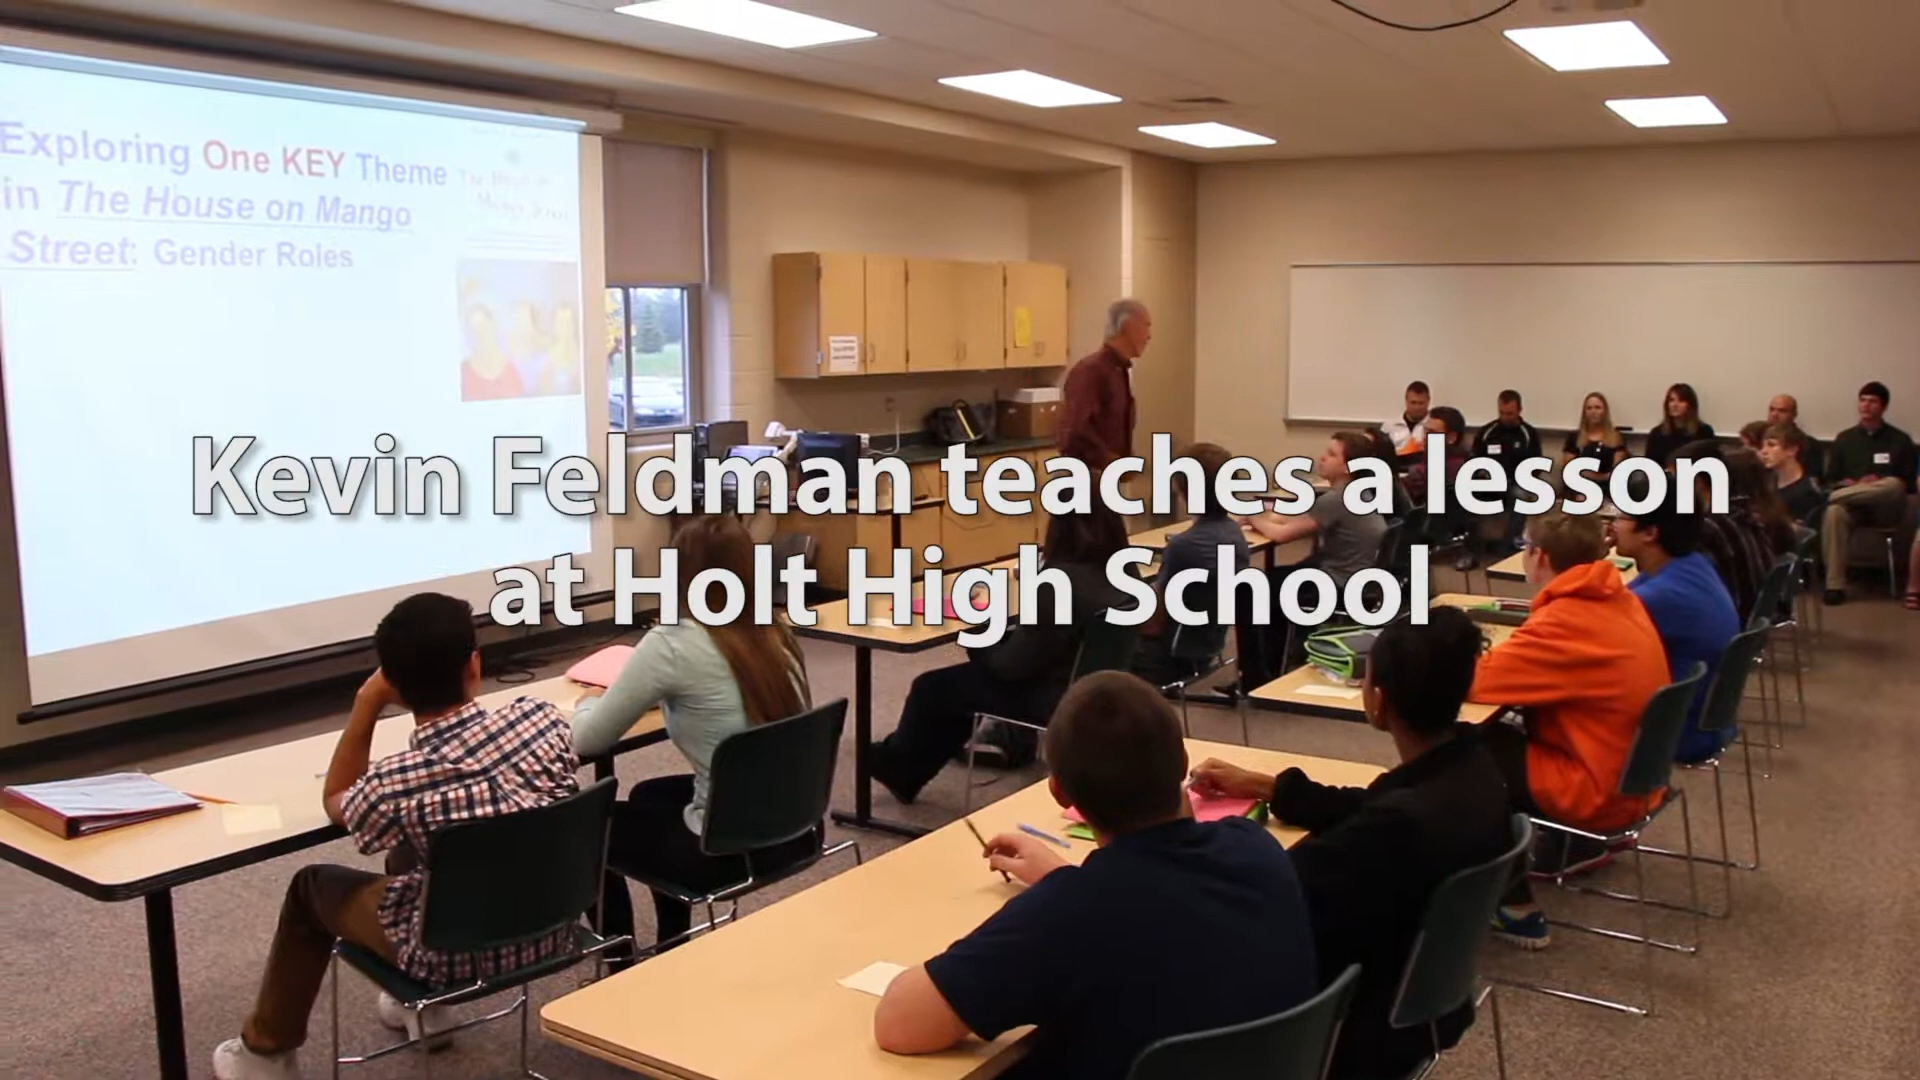 Exploring One KEY Theme
in The House on Mango
Street: Gender Roles
Kevin Feldman teaches a lesson
at Holt High School